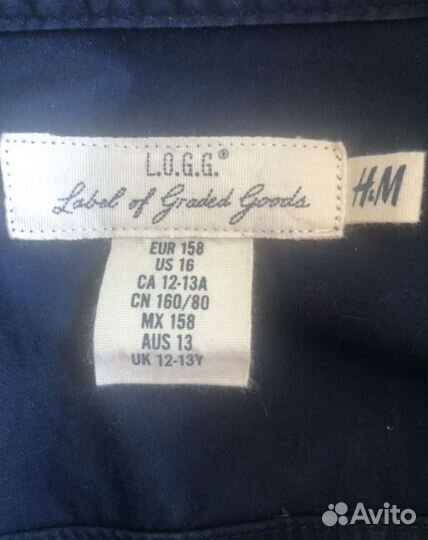 L.O.G.G.®
Label of Graded Goods
H&M
EUR 158
US 16
CA 12-13A
CN 160/80
MX 158
AUS 13
UK 12-13Y
Avito